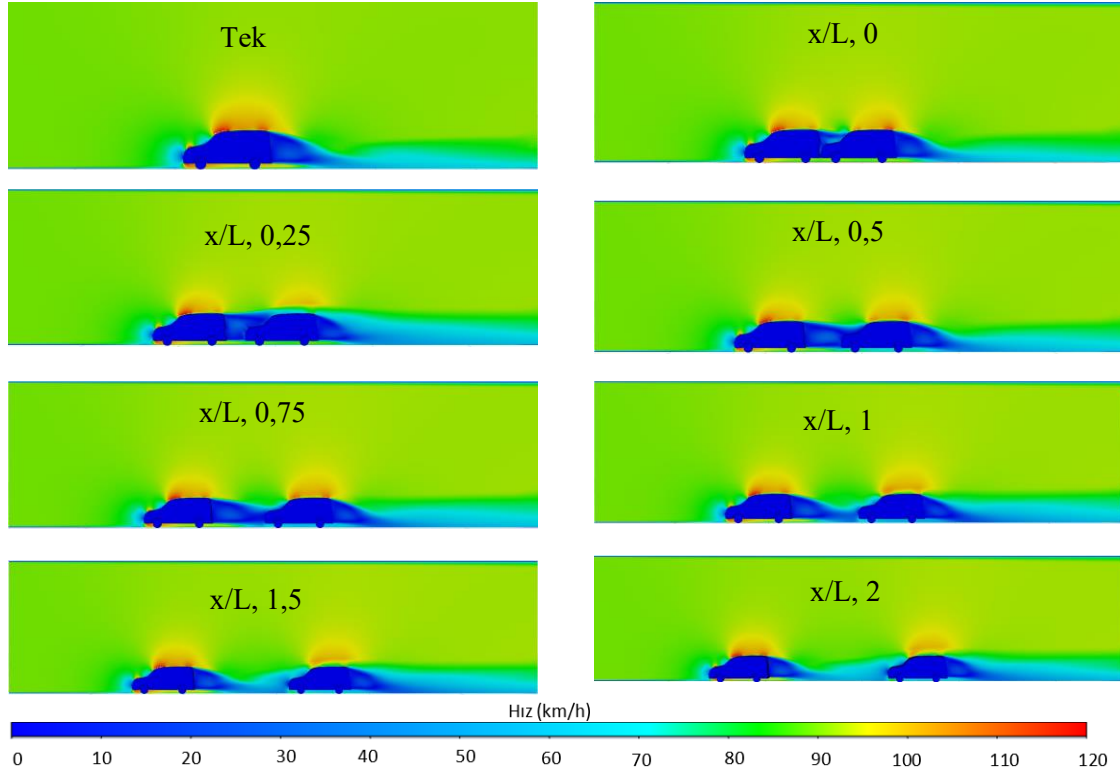 Tek
x/L, 0
x/L, 0,25
x/L, 0,5
x/L, 0,75
x/L, 1
x/L, 1,5
x/L, 2
Hız (km/h)
0 10 20 30 40 50 60 70 80 90 100 110 120